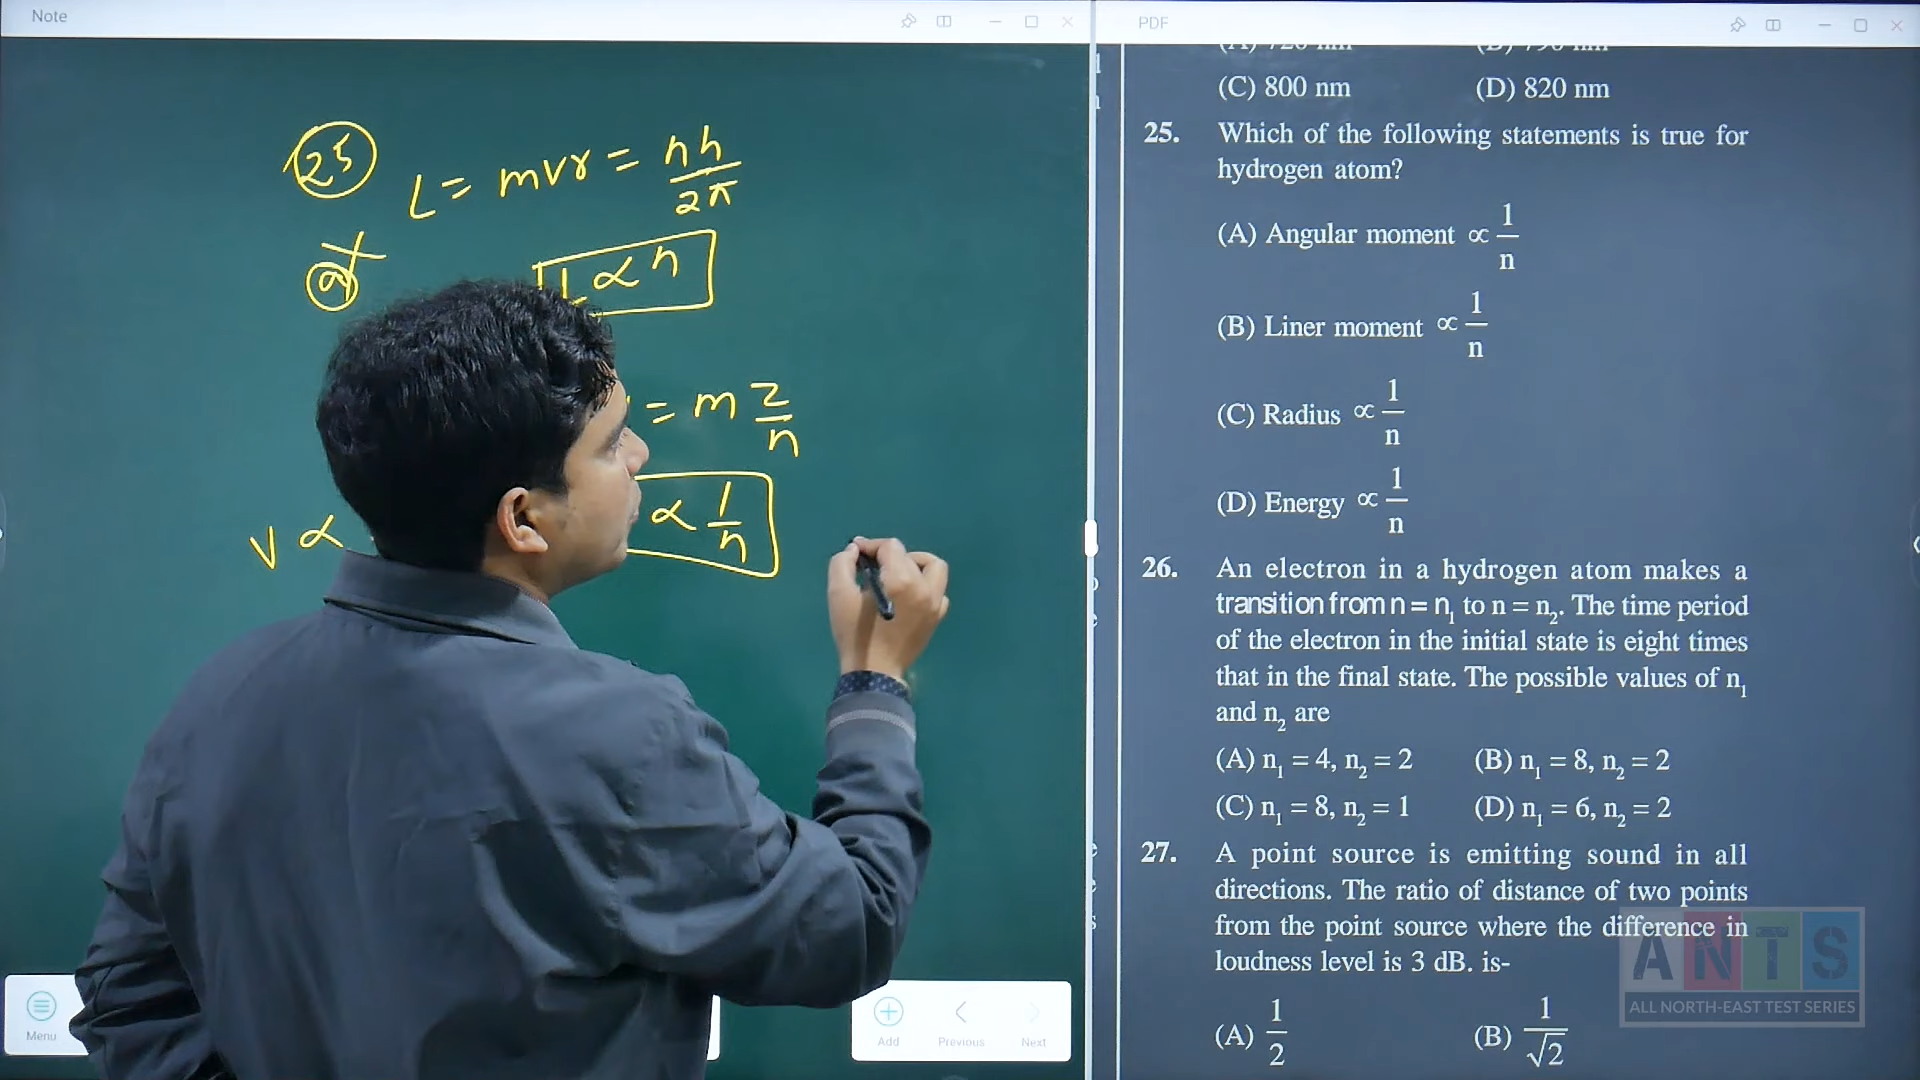 Note
PDF
25
L = mvr = nh/2π
a
L ∝ n
= m z/n
v ∝
∝ 1/n
Menu
Add
Previous
Next
(C) 800 nm (D) 820 nm
25. Which of the following statements is true for
hydrogen atom?
(A) Angular moment ∝ 1/n
(B) Liner moment ∝ 1/n
(C) Radius ∝ 1/n
(D) Energy ∝ 1/n
26. An electron in a hydrogen atom makes a
transition from n = n₁ to n = n₂. The time period
of the electron in the initial state is eight times
that in the final state. The possible values of n₁
and n₂ are
(A) n₁ = 4, n₂ = 2 (B) n₁ = 8, n₂ = 2
(C) n₁ = 8, n₂ = 1 (D) n₁ = 6, n₂ = 2
27. A point source is emitting sound in all
directions. The ratio of distance of two points
from the point source where the difference in
loudness level is 3 dB. is-
(A) 1/2 (B) 1/√2
ANTS
ALL NORTH-EAST TEST SERIES